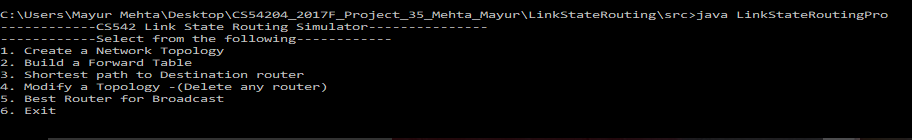 C:\Users\Mayur Mehta\Desktop\CS54204_2017F_Project_35_Mehta_Mayur\LinkStateRouting\src>java LinkStateRoutingPro
------------CS542 Link State Routing Simulator---------------
------------Select from the following------------
1. Create a Network Topology
2. Build a Forward Table
3. Shortest path to Destination router
4. Modify a Topology -(Delete any router)
5. Best Router for Broadcast
6. Exit